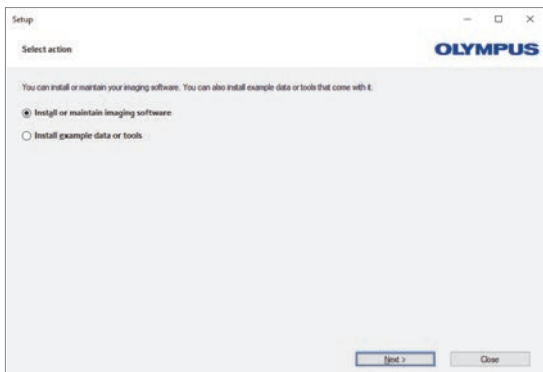 Setup
Select action
OLYMPUS
You can install or maintain your imaging software. You can also install example data or tools that come with it.
Install or maintain imaging software
Install example data or tools
Next >
Close